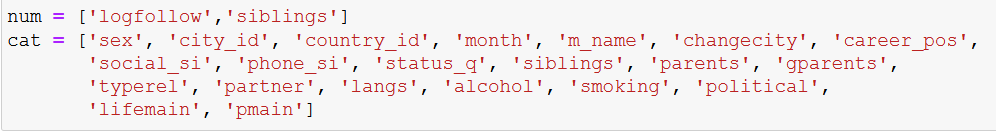 num = ['logfollow','siblings']
cat = ['sex', 'city_id', 'country_id', 'month', 'm_name', 'changecity', 'career_pos',
'social_si', 'phone_si', 'status_q', 'siblings', 'parents', 'gparents',
'typerel', 'partner', 'langs', 'alcohol', 'smoking', 'political',
'lifemain', 'pmain']